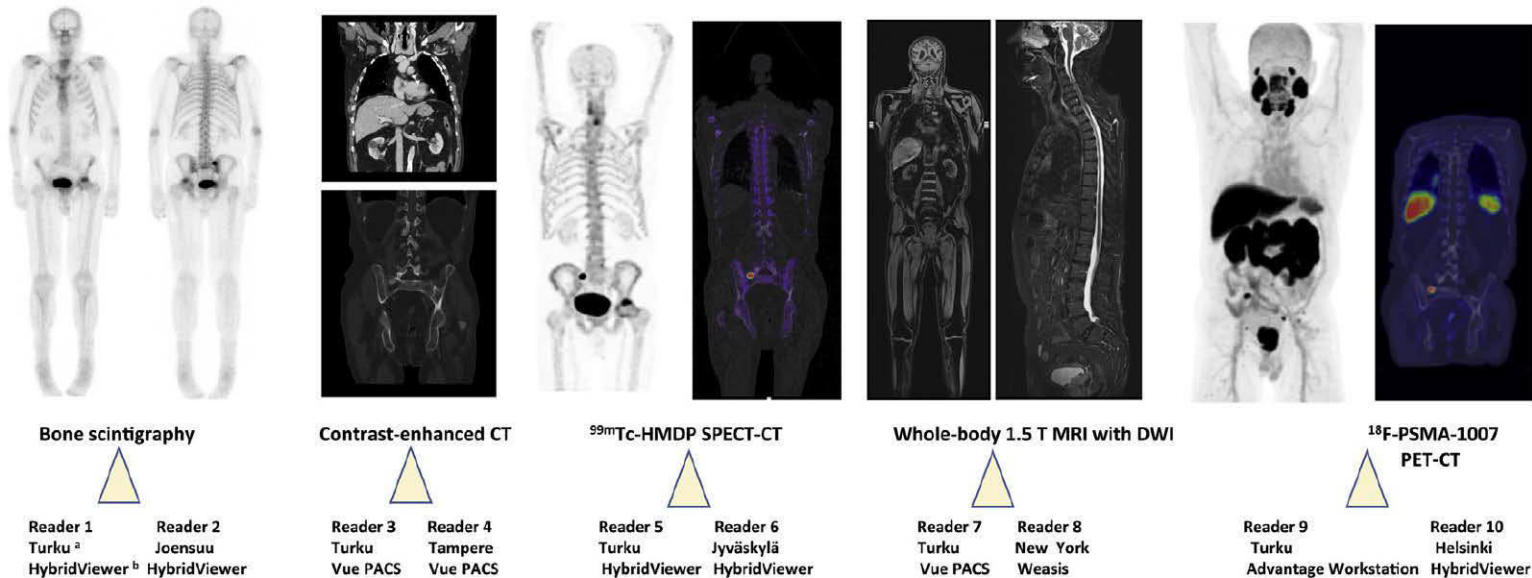 Bone scintigraphy
Contrast-enhanced CT
99mTc-HMDP SPECT-CT
Whole-body 1.5 T MRI with DWI
18F-PSMA-1007
PET-CT
Reader 1 Reader 2
Turku a Joensuu
HybridViewer b HybridViewer
Reader 3 Reader 4
Turku Tampere
Vue PACS Vue PACS
Reader 5 Reader 6
Turku Jyväskylä
HybridViewer HybridViewer
Reader 7 Reader 8
Turku New York
Vue PACS Weasis
Reader 9 Reader 10
Turku Helsinki
Advantage Workstation HybridViewer